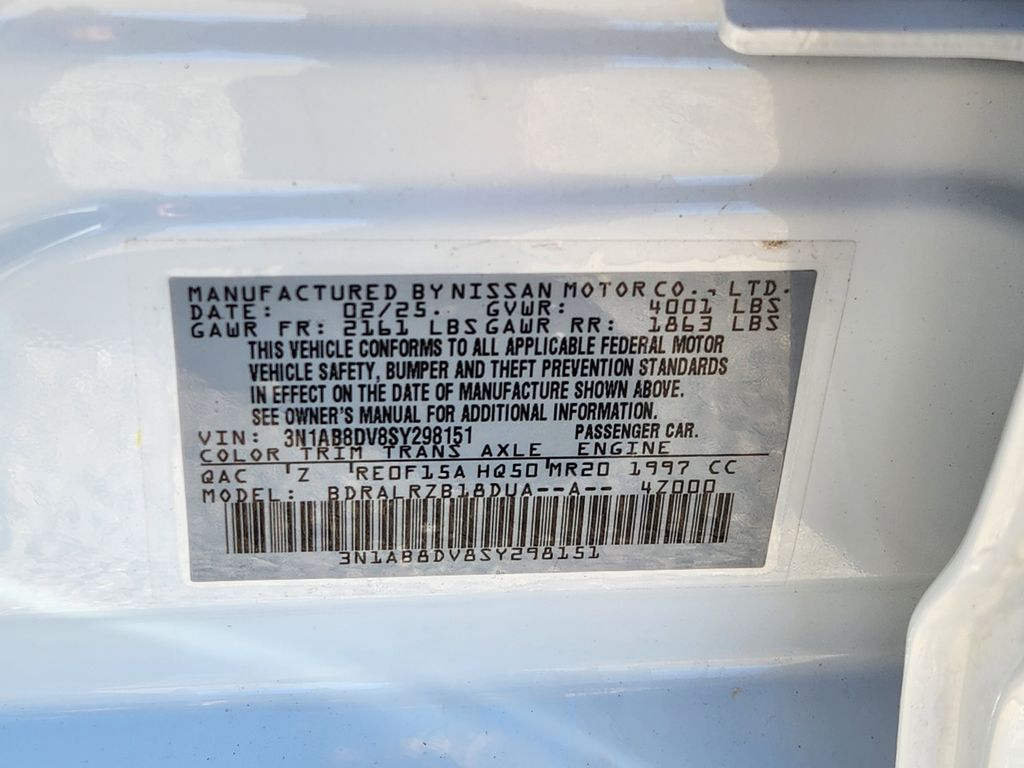 MANUFACTURED BY NISSAN MOTOR CO., LTD.
DATE: 02/25. GVWR: 4001 LBS
GAWR FR: 2161 LBS GAWR RR: 1863 LBS
THIS VEHICLE CONFORMS TO ALL APPLICABLE FEDERAL MOTOR
VEHICLE SAFETY, BUMPER AND THEFT PREVENTION STANDARDS
IN EFFECT ON THE DATE OF MANUFACTURE SHOWN ABOVE.
SEE OWNER'S MANUAL FOR ADDITIONAL INFORMATION.
VIN: 3N1AB8DV8SY298151 PASSENGER CAR.
COLOR TRIM TRANS AXLE ENGINE
QAC 'Z 'RE0F15A HQ50'MR20 1997 CC
MODEL: BDRALRZB18DUA--A-- 4Z000
3N1AB8DV8SY298151